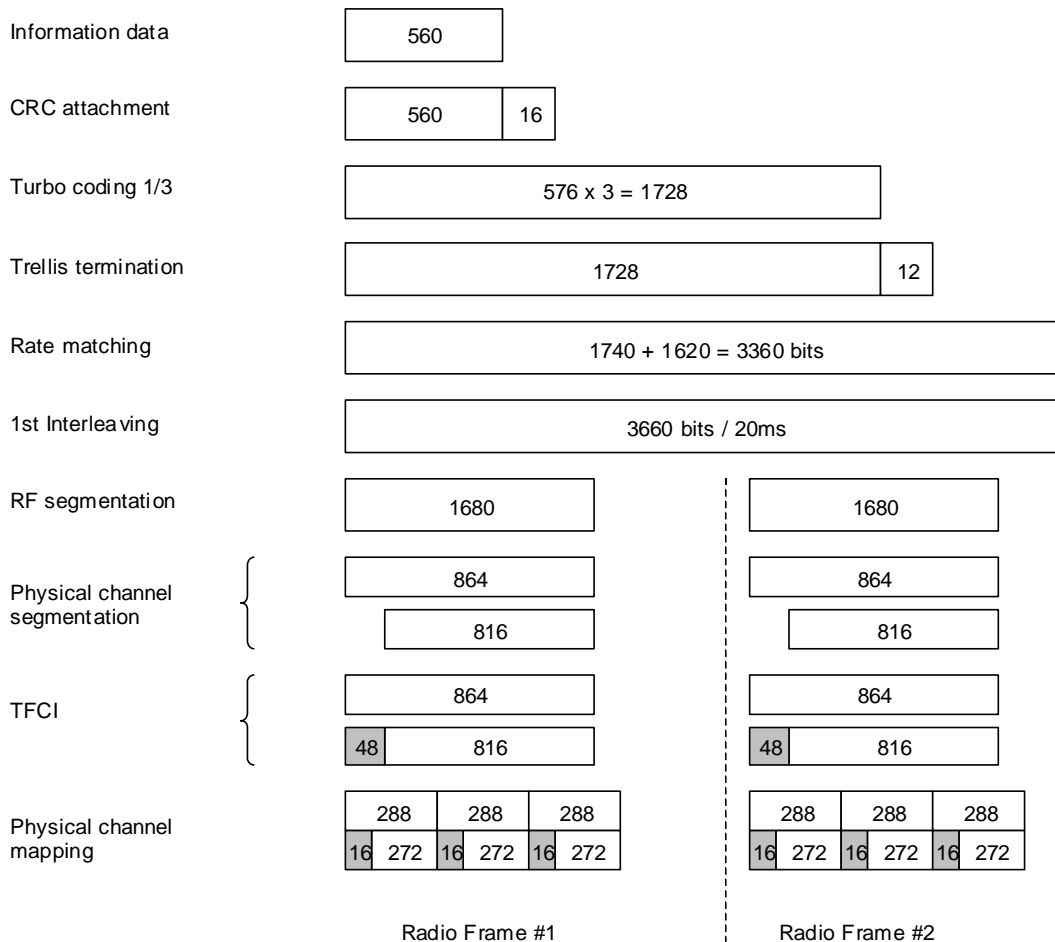 Information data
560
CRC attachment
560 16
Turbo coding 1/3
576 x 3 = 1728
Trellis termination
1728 12
Rate matching
1740 + 1620 = 3360 bits
1st Interleaving
3660 bits / 20ms
RF segmentation
1680 1680
Physical channel
segmentation
864 864
816 816
TFCI
864 864
48 816 48 816
Physical channel
mapping
288 288 288 288 288 288
16 272 16 272 16 272 16 272 16 272 16 272
Radio Frame #1 Radio Frame #2